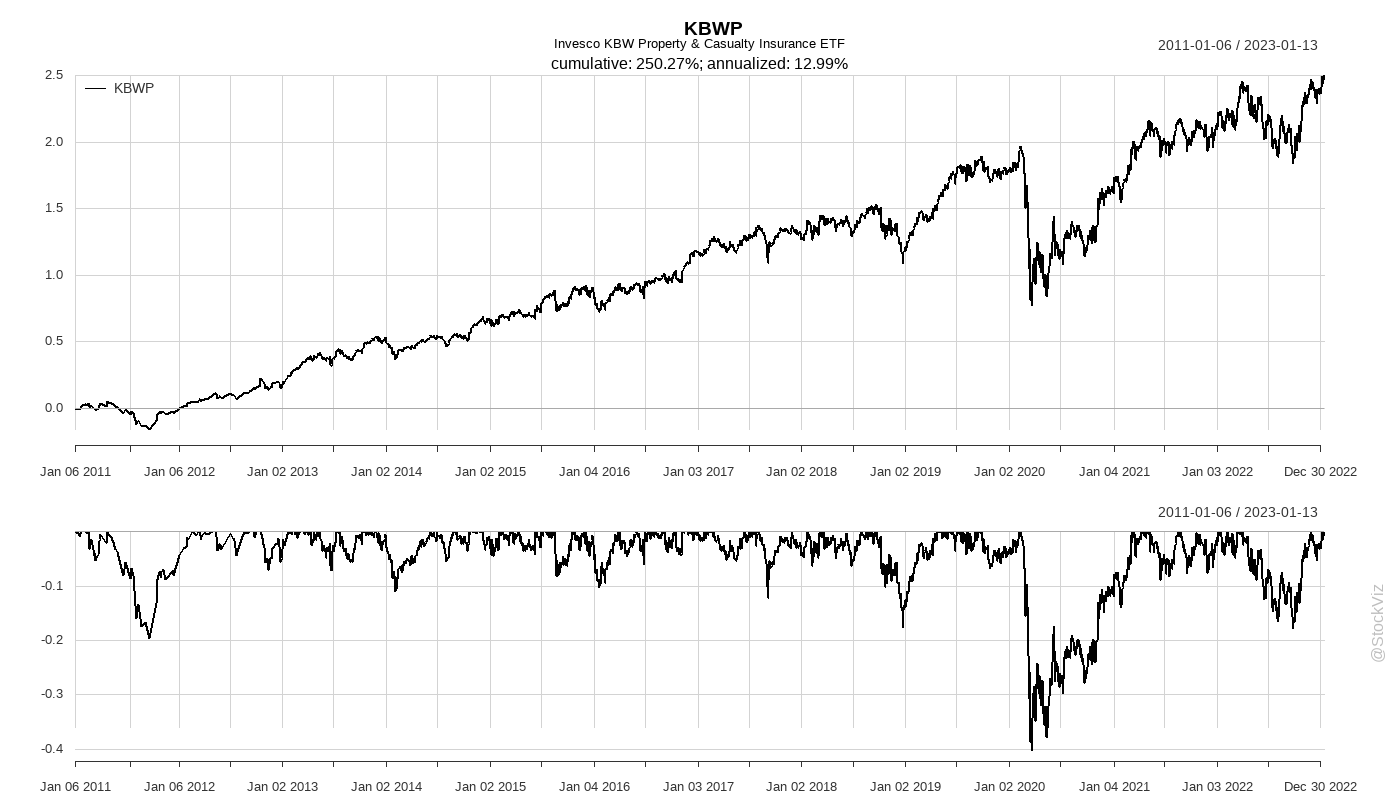 KBWP
Invesco KBW Property & Casualty Insurance ETF
cumulative: 250.27%; annualized: 12.99%
2011-01-06 / 2023-01-13
KBWP
2.5
2.0
1.5
1.0
0.5
0.0
Jan 06 2011 Jan 06 2012 Jan 02 2013 Jan 02 2014 Jan 02 2015 Jan 04 2016 Jan 03 2017 Jan 02 2018 Jan 02 2019 Jan 02 2020 Jan 04 2021 Jan 03 2022 Dec 30 2022
2011-01-06 / 2023-01-13
-0.1
-0.2
-0.3
-0.4
Jan 06 2011 Jan 06 2012 Jan 02 2013 Jan 02 2014 Jan 02 2015 Jan 04 2016 Jan 03 2017 Jan 02 2018 Jan 02 2019 Jan 02 2020 Jan 04 2021 Jan 03 2022 Dec 30 2022
@StockViz